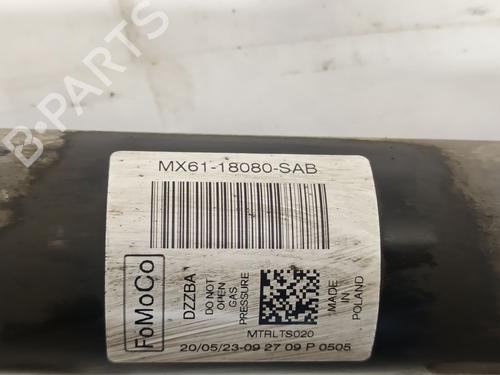 B-PARTS
MX61-18080-SAB
FoMoCo
DZZBA
DO NOT
OPEN
GAS
PRESSURE
MADE IN
POLAND
MTRLTS020
20/05/23-09 27 09 P 0505